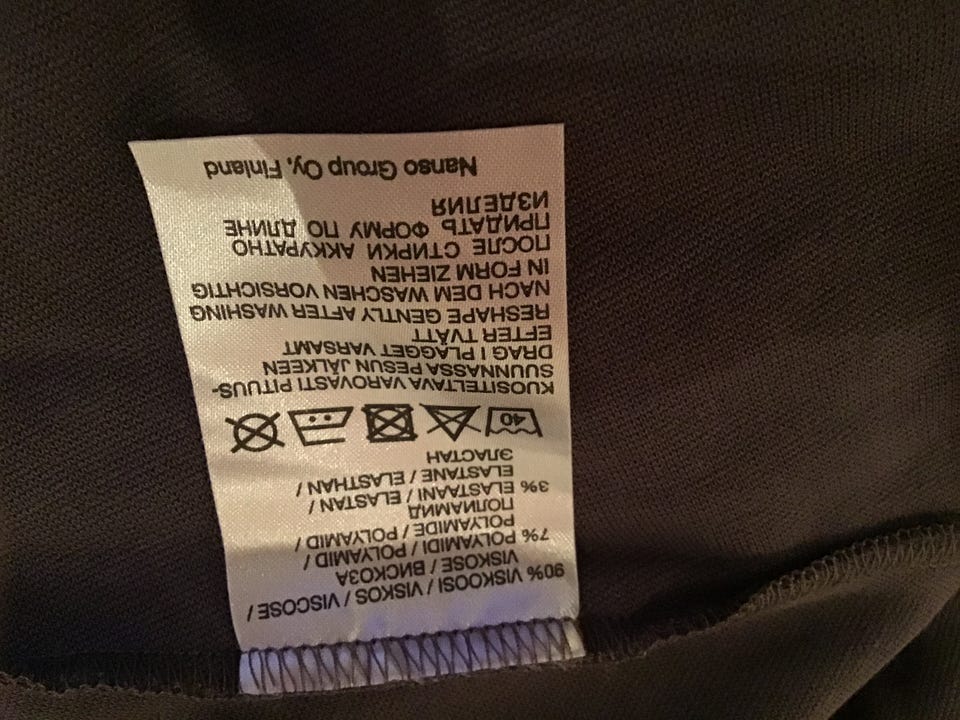 90% VISKOOSI / VISKOS / VISCOSE /
VISKOSE / ВИСКОЗА
7% POLYAMIDI / POLYAMID /
POLYAMIDE / POLYAMID /
ПОЛИАМИД
3% ELASTAANI / ELASTAN /
ELASTANE / ELASTHAN /
ЭЛАСТАН
40
KUOSITELTAVA VAROVASTI PITUUS-
SUUNNASSA PESUN JÄLKEEN
DRAG I PLAGGET VARSAMT
EFTER TVÄTT
RESHAPE GENTLY AFTER WASHING
NACH DEM WASCHEN VORSICHTIG
IN FORM ZIEHEN
ПОСЛЕ СТИРКИ АККУРАТНО
ПРИДАТЬ ФОРМУ ПО ДЛИНЕ
ИЗДЕЛИЯ
Nanso Group Oy, Finland